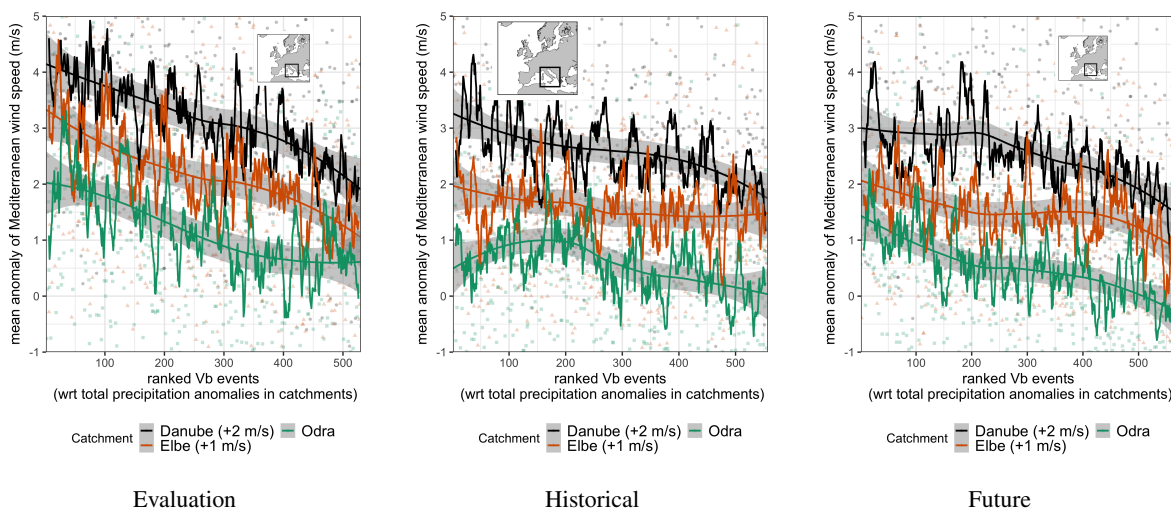 mean anomaly of Mediterranean wind speed (m/s)
5
4
3
2
1
0
-1
100
200
300
400
500
ranked Vb events
(wrt total precipitation anomalies in catchments)
Catchment
Danube (+2 m/s)
Odra
Elbe (+1 m/s)
Evaluation
mean anomaly of Mediterranean wind speed (m/s)
5
4
3
2
1
0
-1
100
200
300
400
500
ranked Vb events
(wrt total precipitation anomalies in catchments)
Catchment
Danube (+2 m/s)
Odra
Elbe (+1 m/s)
Historical
mean anomaly of Mediterranean wind speed (m/s)
5
4
3
2
1
0
-1
100
200
300
400
500
ranked Vb events
(wrt total precipitation anomalies in catchments)
Catchment
Danube (+2 m/s)
Odra
Elbe (+1 m/s)
Future